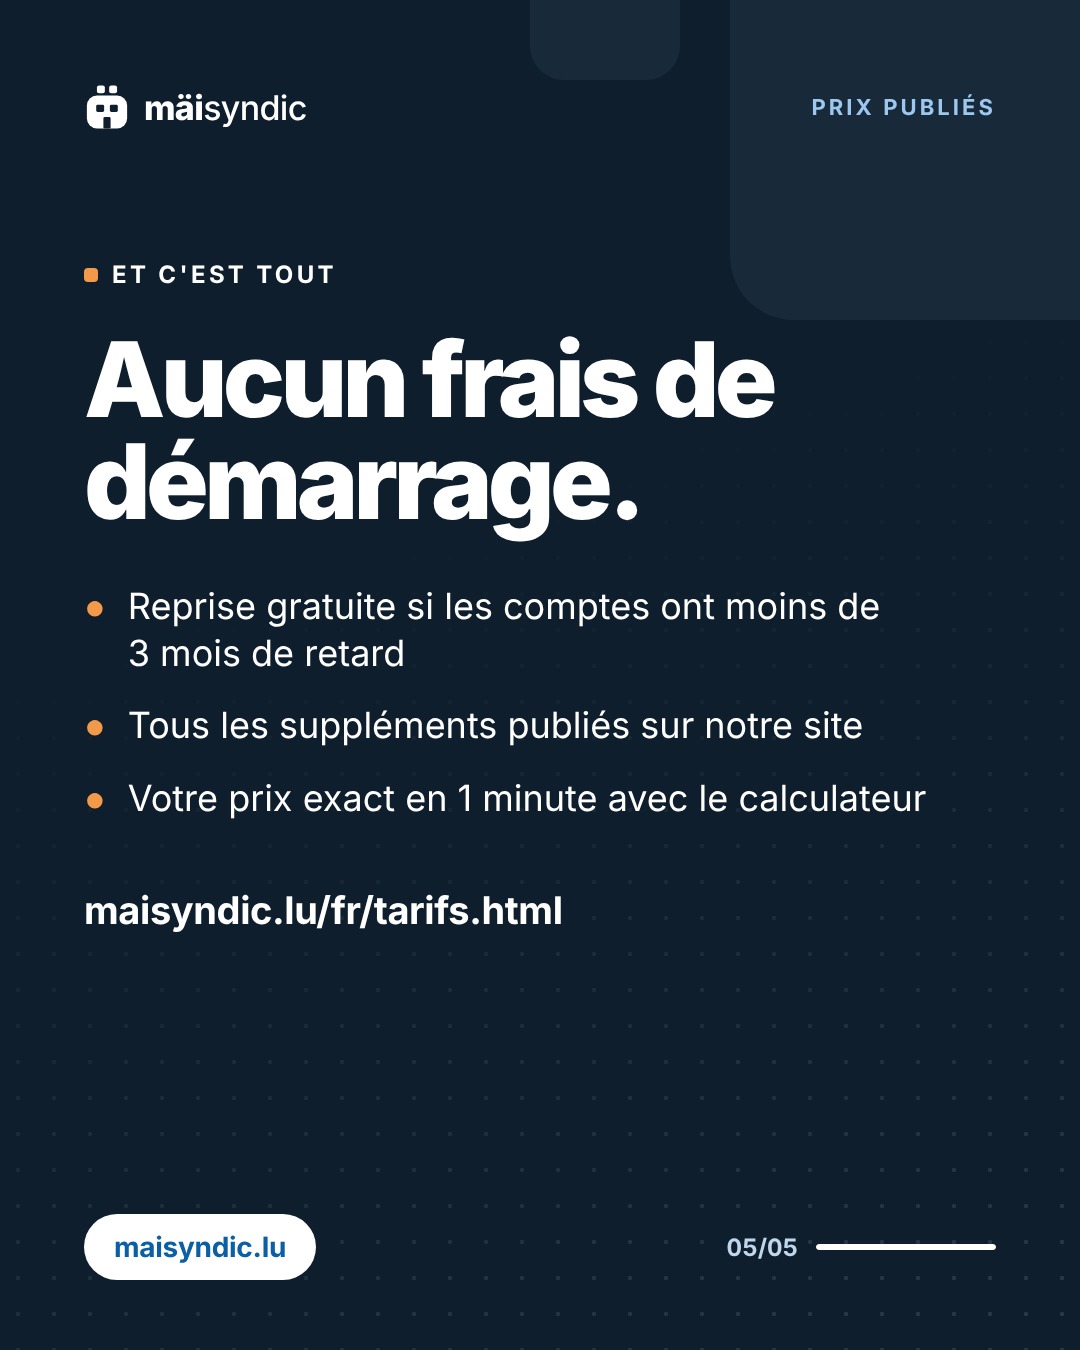 mäisyndic
PRIX PUBLIÉS
ET C'EST TOUT
Aucun frais de
démarrage.
Reprise gratuite si les comptes ont moins de
3 mois de retard
Tous les suppléments publiés sur notre site
Votre prix exact en 1 minute avec le calculateur
maisyndic.lu/fr/tarifs.html
maisyndic.lu
05/05